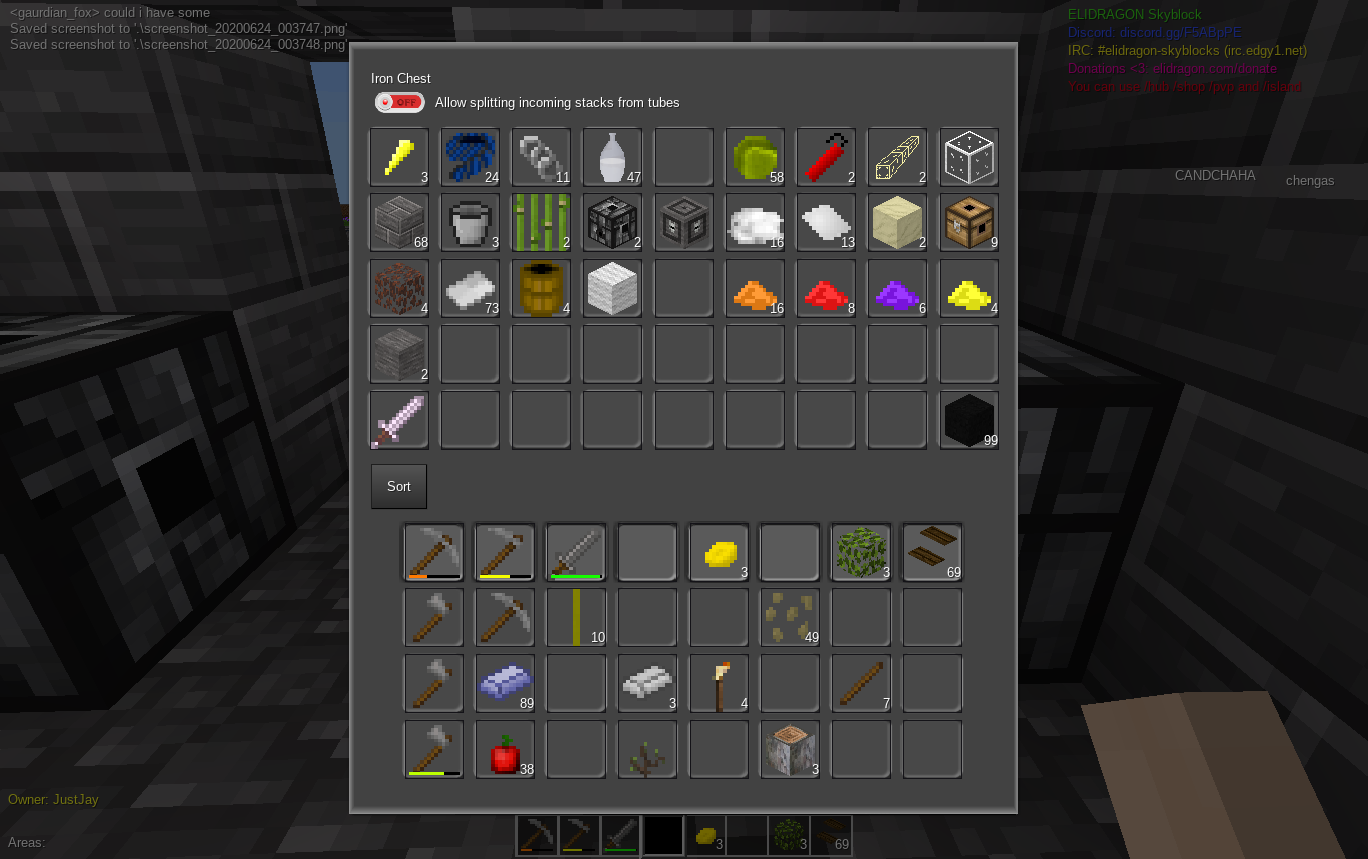 <gaurdian_fox> could i have some
Saved screenshot to '.\screenshot_20200624_003747.png'
Saved screenshot to '.\screenshot_20200624_003748.png'
ELIDRAGON Skyblock
Discord: discord.gg/F5ABpPE
IRC: #elidragon-skyblocks (irc.edgy1.net)
Donations <3: elidragon.com/donate
You can use /hub /shop /pvp and /island
Iron Chest
OFF Allow splitting incoming stacks from tubes
3 24 11 47 58 2 2
CANDCHAHA chengas
68 3 2 2 16 13 2 9
4 73 4 16 8 6 4
2
99
Sort
3 3 69
10 49
89 3 4 7
38 3
Owner: JustJay
Areas:
3 3 69